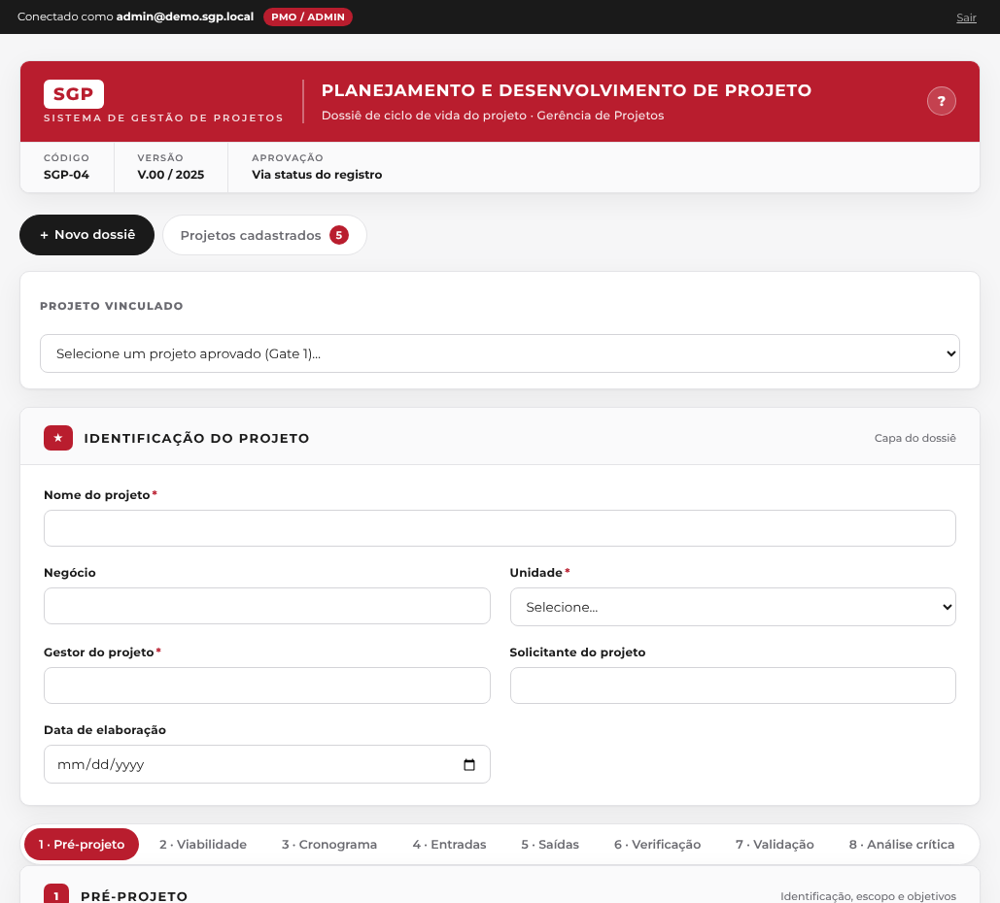 Conectado como admin@demo.sgp.local PMO / ADMIN Sair
SGP
SISTEMA DE GESTÃO DE PROJETOS
PLANEJAMENTO E DESENVOLVIMENTO DE PROJETO
Dossiê de ciclo de vida do projeto · Gerência de Projetos
?
CÓDIGO
SGP-04
VERSÃO
V.00 / 2025
APROVAÇÃO
Via status do registro
+ Novo dossiê
Projetos cadastrados 5
PROJETO VINCULADO
Selecione um projeto aprovado (Gate 1)...
★ IDENTIFICAÇÃO DO PROJETO Capa do dossiê
Nome do projeto *
Negócio
Unidade *
Selecione...
Gestor do projeto *
Solicitante do projeto
Data de elaboração
mm/dd/yyyy
1 · Pré-projeto 2 · Viabilidade 3 · Cronograma 4 · Entradas 5 · Saídas 6 · Verificação 7 · Validação 8 · Análise crítica
1 PRÉ-PROJETO Identificação, escopo e objetivos